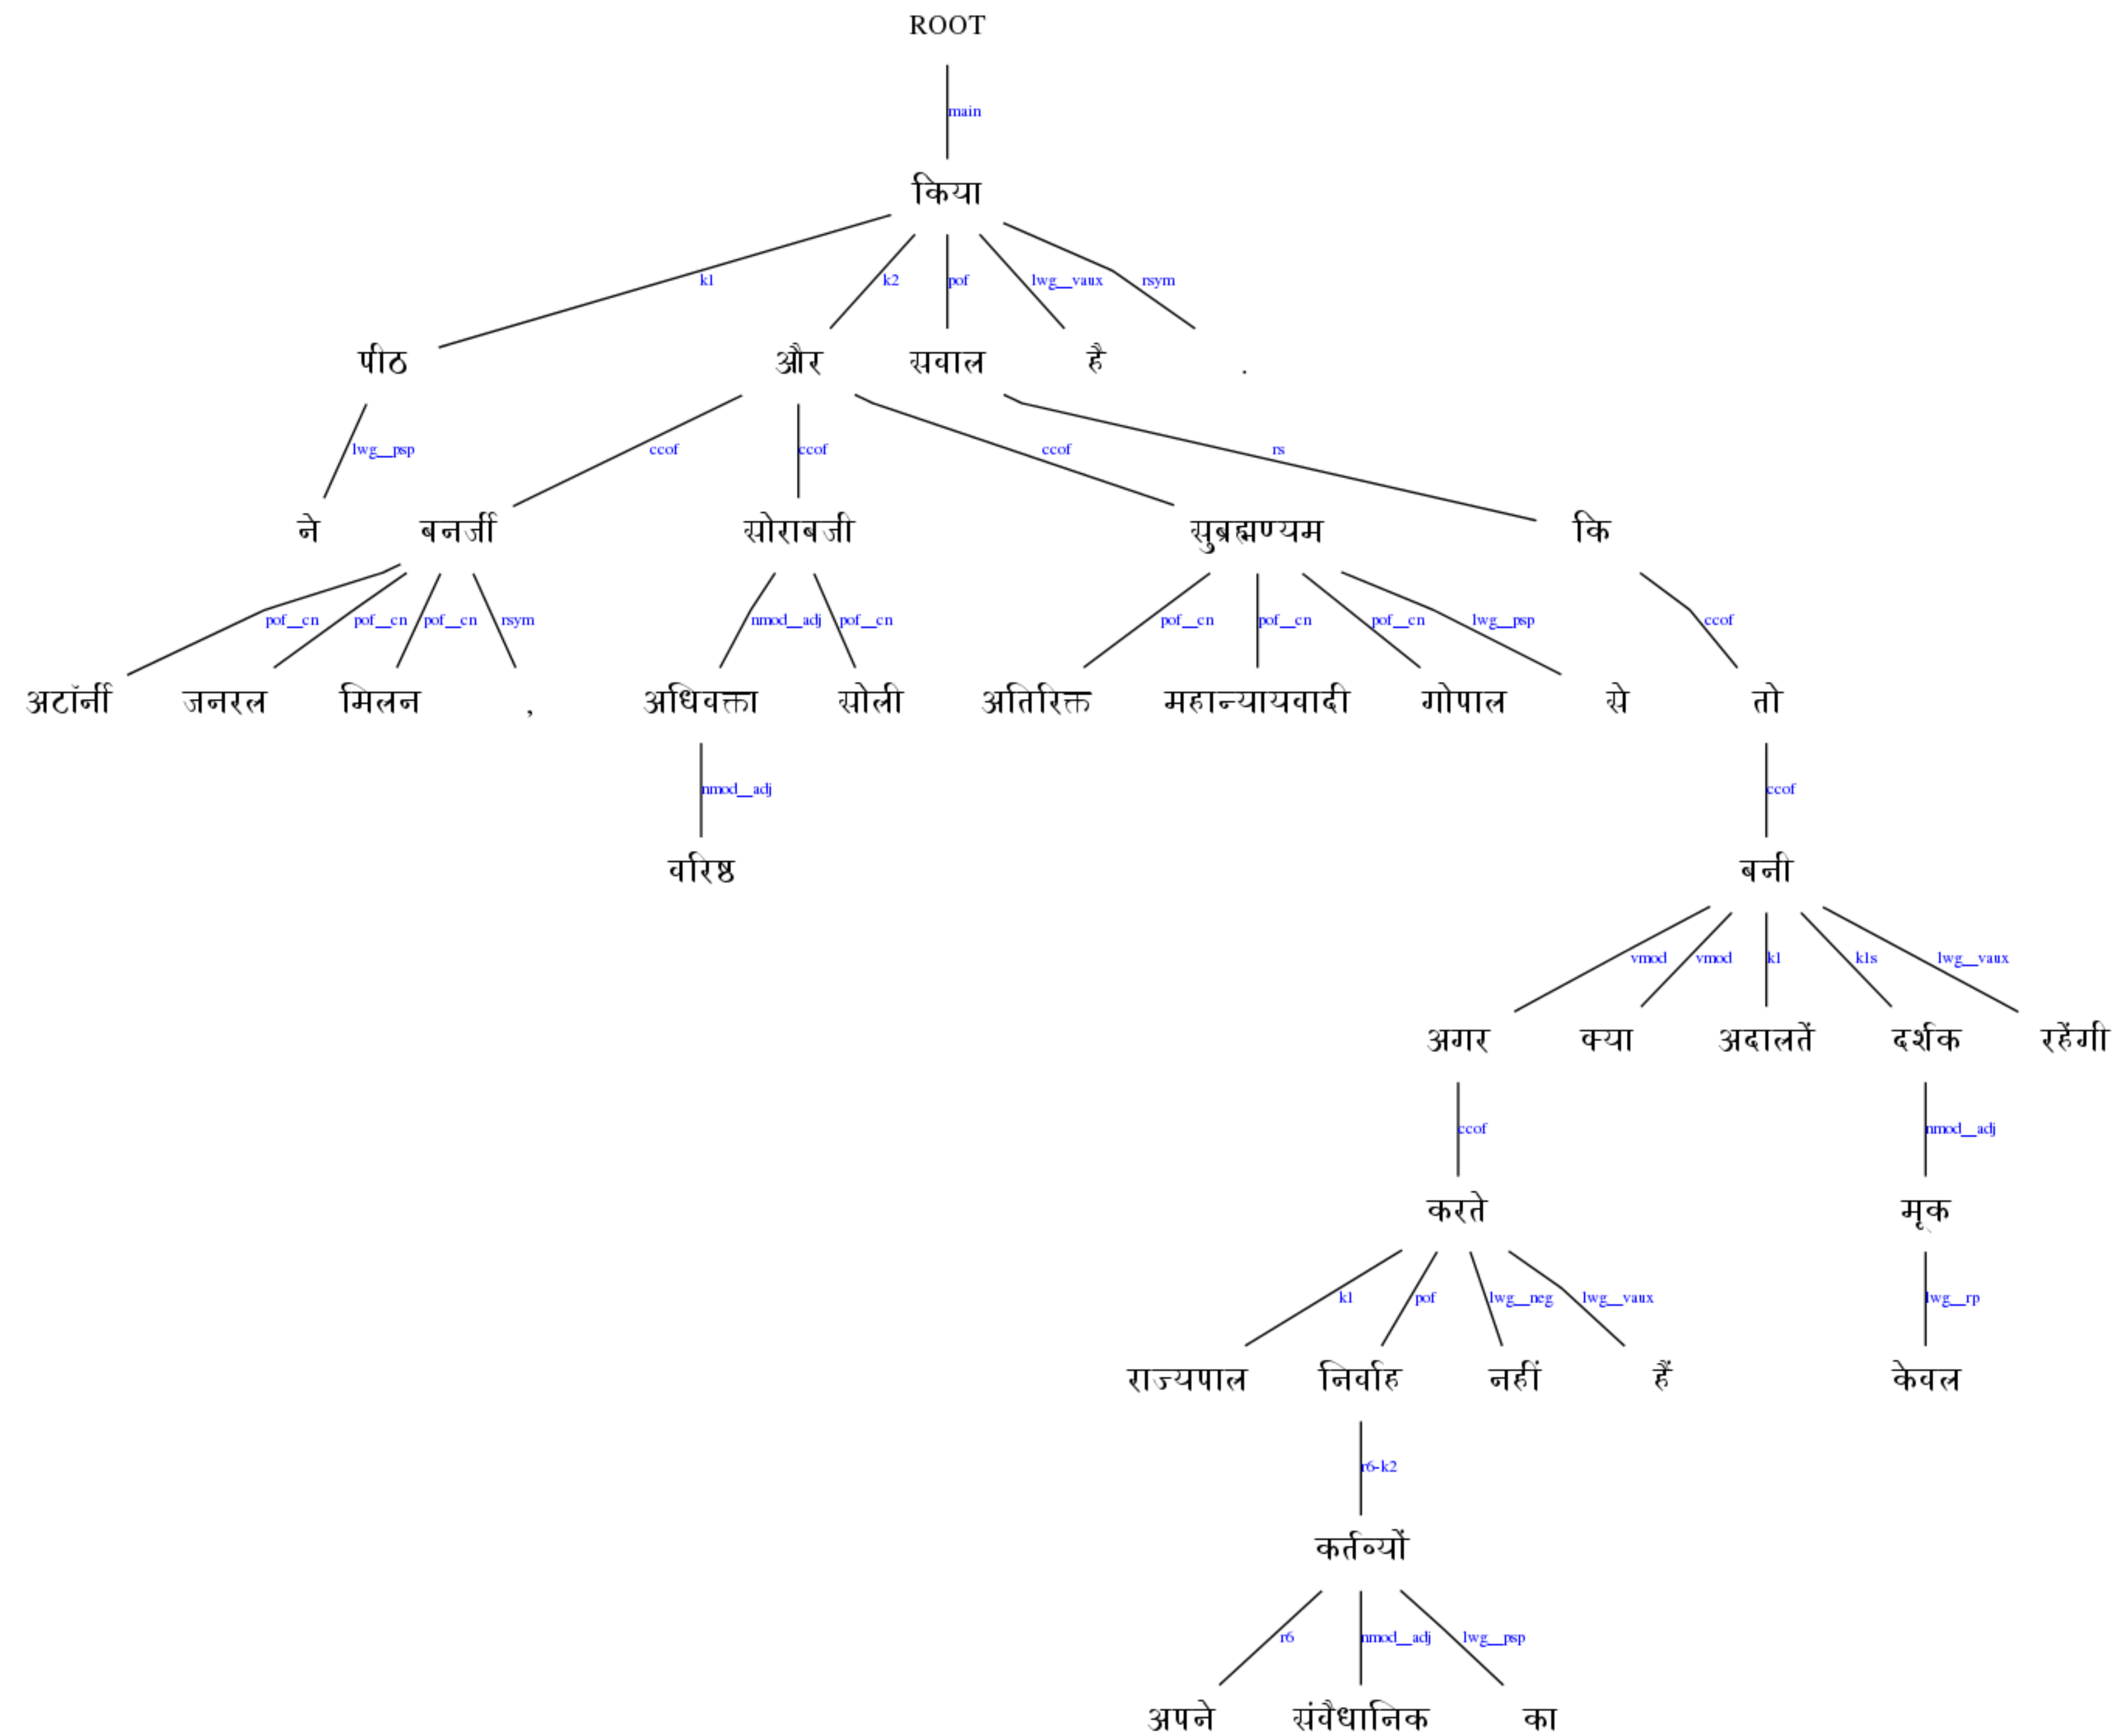 ROOT
main
किया
k1 k2 pof lwg__vaux rsym
पीठ और सवाल है .
lwg__psp ccof ccof ccof rs
ने बनर्जी सोराबजी सुब्रह्मण्यम कि
pof__cn pof__cn pof__cn rsym nmod__adj pof__cn pof__cn pof__cn pof__cn lwg__psp ccof
अटॉर्नी जनरल मिलन , अधिवक्ता सोली अतिरिक्त महान्यायवादी गोपाल से तो
nmod__adj ccof
वरिष्ठ बनी
vmod vmod k1 k1s lwg__vaux
अगर क्या अदालतें दर्शक रहेंगी
ccof nmod__adj
करते मूक
k1 pof lwg__neg lwg__vaux lwg__rp
राज्यपाल निर्वाह नहीं हैं केवल
r6-k2
कर्तव्यों
r6 nmod__adj lwg__psp
अपने संवैधानिक का